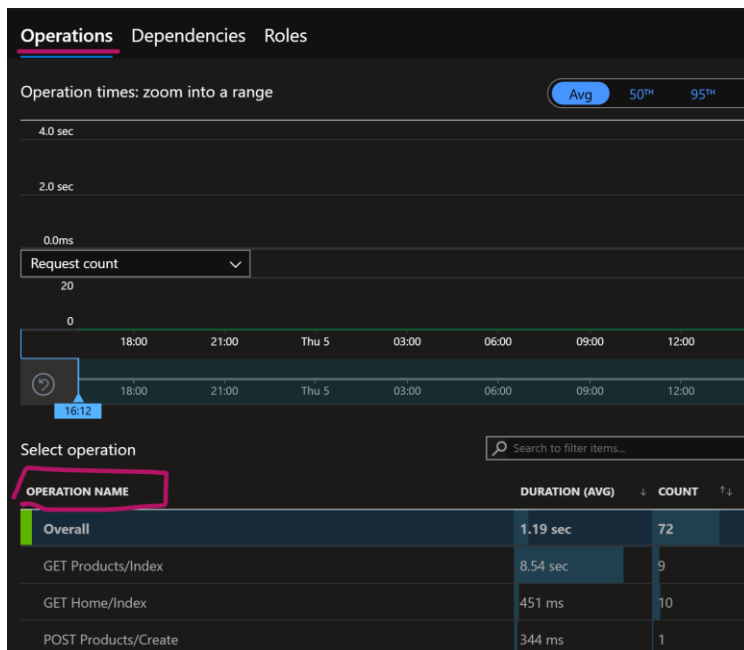 Operations Dependencies Roles
Operation times: zoom into a range
Avg 50TH 95TH
4.0 sec
2.0 sec
0.0ms
Request count
20
0
18:00 21:00 Thu 5 03:00 06:00 09:00 12:00
18:00 21:00 Thu 5 03:00 06:00 09:00 12:00
16:12
Select operation
Search to filter items...
OPERATION NAME DURATION (AVG) COUNT
Overall 1.19 sec 72
GET Products/Index 8.54 sec 9
GET Home/Index 451 ms 10
POST Products/Create 344 ms 1